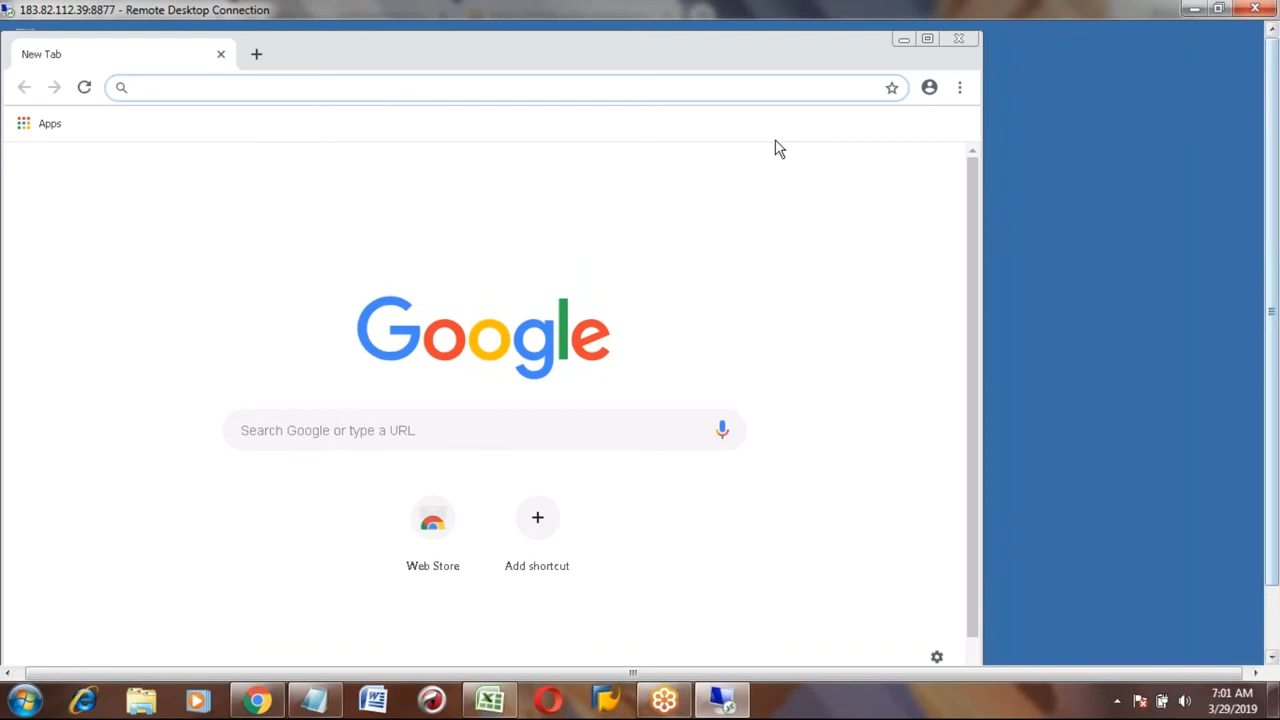 183.82.112.39:8877 - Remote Desktop Connection
New Tab
Apps
Google
Search Google or type a URL
Web Store
Add shortcut
7:01 AM
3/29/2019